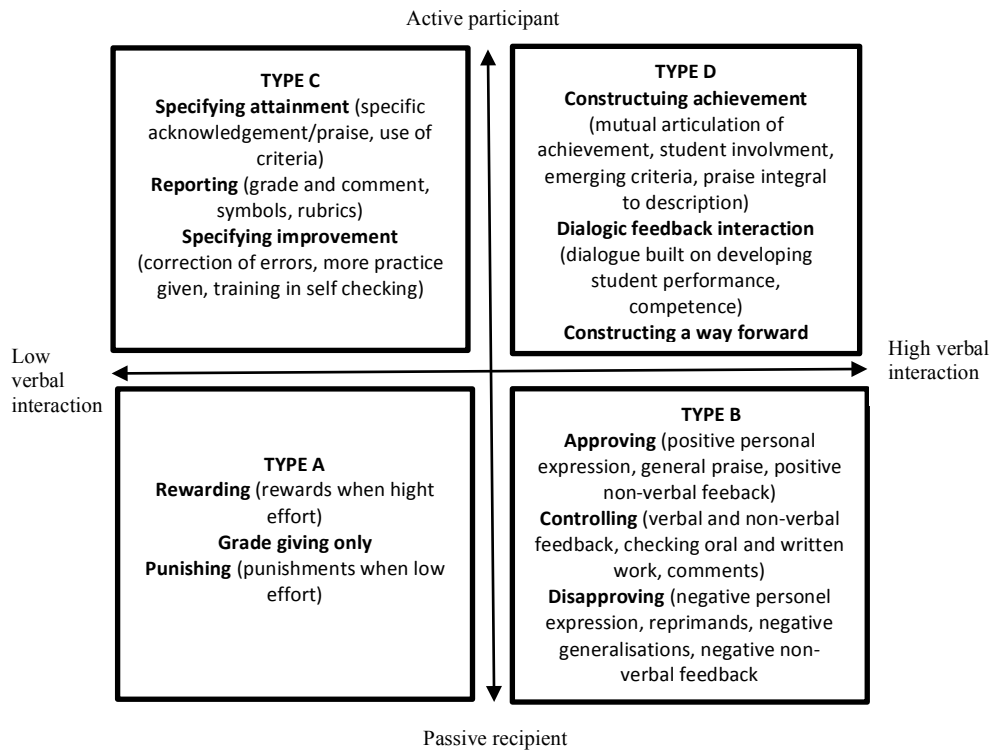 Active participant
TYPE C
Specifying attainment (specific
acknowledgement/praise, use of
criteria)
Reporting (grade and comment,
symbols, rubrics)
Specifying improvement
(correction of errors, more practice
given, training in self checking)
TYPE D
Constructuing achievement
(mutual articulation of
achievement, student involvment,
emerging criteria, praise integral
to description)
Dialogic feedback interaction
(dialogue built on developing
student performance,
competence)
Constructing a way forward
Low
verbal
interaction
High verbal
interaction
TYPE A
Rewarding (rewards when hight
effort)
Grade giving only
Punishing (punishments when low
effort)
TYPE B
Approving (positive personal
expression, general praise, positive
non-verbal feeback)
Controlling (verbal and non-verbal
feedback, checking oral and written
work, comments)
Disapproving (negative personel
expression, reprimands, negative
generalisations, negative non-
verbal feedback
Passive recipient